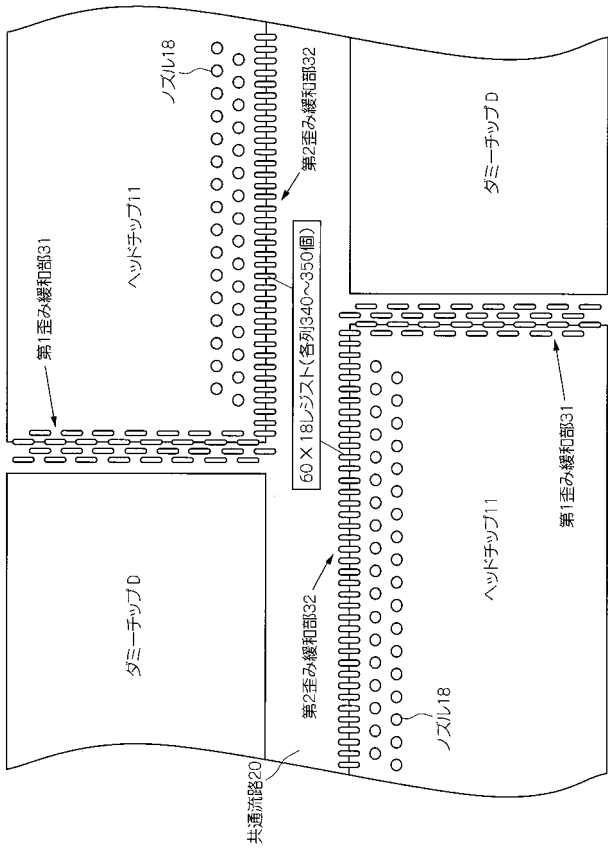 ヘッドチップ11
ノズル18
第1歪み緩和部31
第2歪み緩和部32
ダミーチップD
60×18レジスト(各列340~350個)
ダミーチップD
第2歪み緩和部32
第1歪み緩和部31
ヘッドチップ11
ノズル18
共通流路20